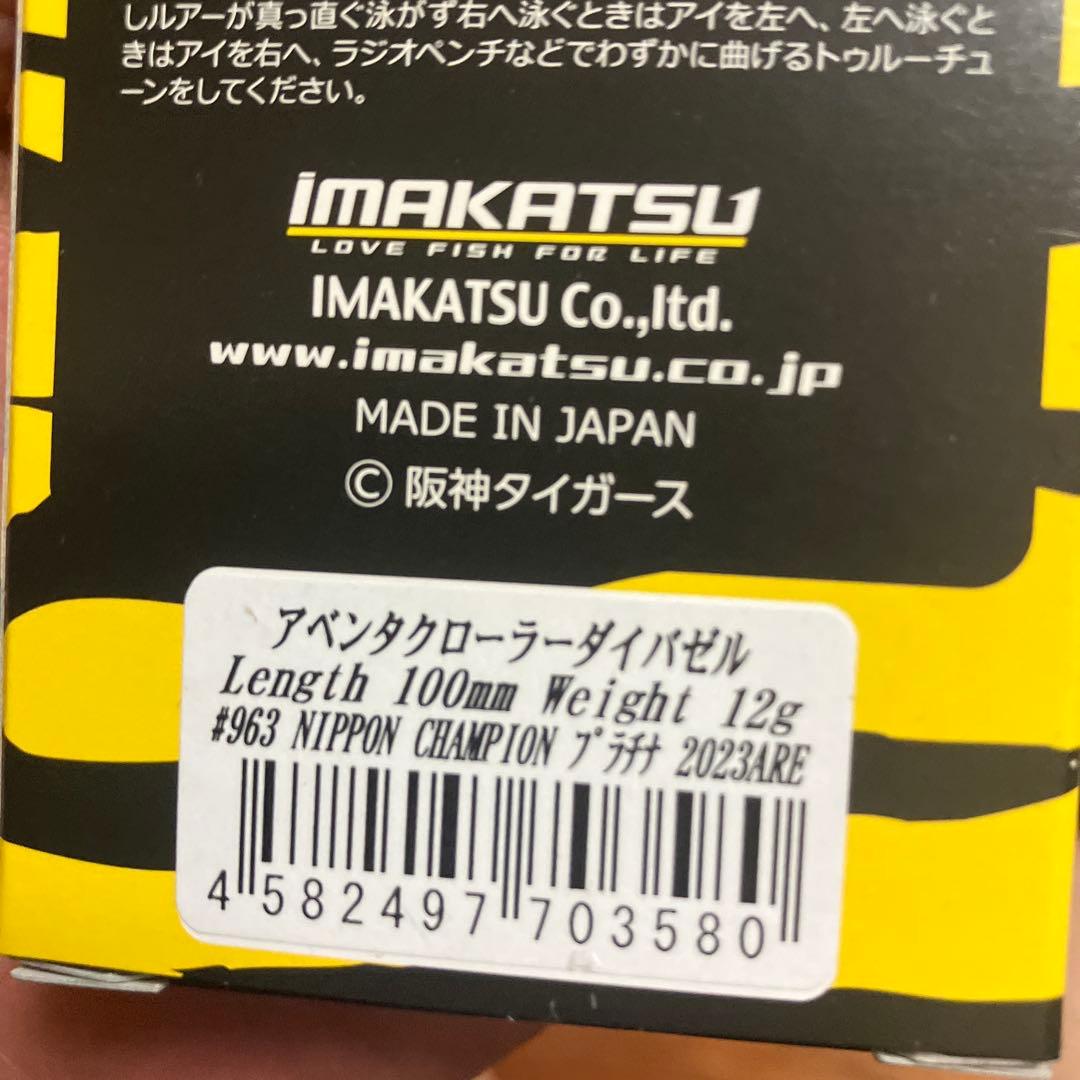 しルアーが真っ直ぐ泳がず右へ泳ぐときはアイを左へ、左へ泳ぐと
きはアイを右へ、ラジオペンチなどでわずかに曲げるトゥルーチュ
ーンをしてください。
iMAKATSU
LOVE FISH FOR LIFE
IMAKATSU Co.,ltd.
www.imakatsu.co.jp
MADE IN JAPAN
© 阪神タイガース
アベンタクローラーダイバゼル
Length 100mm Weight 12g
#963 NIPPON CHAMPION プラチナ 2023ARE
4 582497 703580